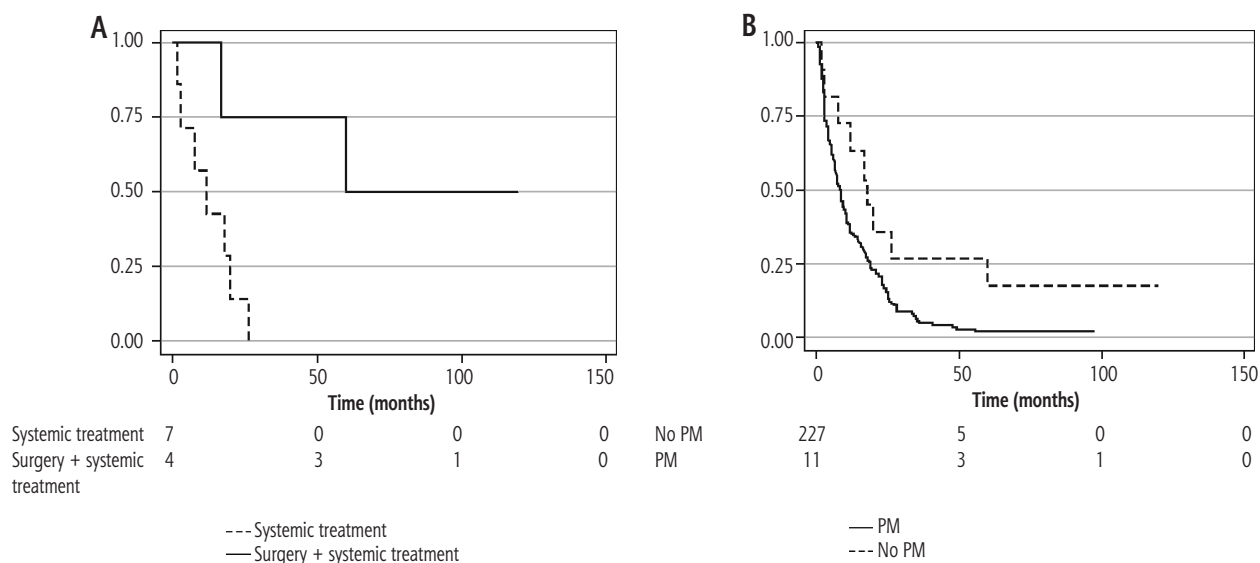 A
1.00
0.75
0.50
0.25
0.00
0 50 100 150
Time (months)
Systemic treatment 7 0 0 0
Surgery + systemic 4 3 1 0
treatment
Systemic treatment
Surgery + systemic treatment
B
1.00
0.75
0.50
0.25
0.00
0 50 100 150
Time (months)
No PM 227 5 0 0
PM 11 3 1 0
PM
No PM